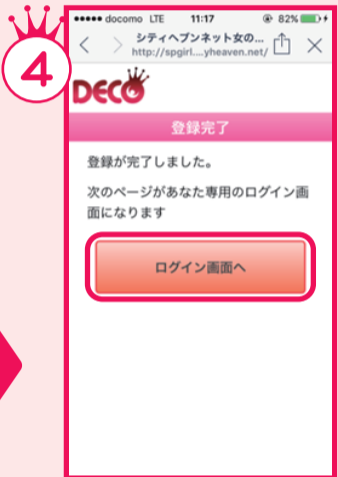 4
docomo LTE 11:17 82%
シティヘブンネット女の...
http://spgirl....yheaven.net/
DECO
登録完了
登録が完了しました。
次のページがあなた専用のログイン画
面になります
ログイン画面へ